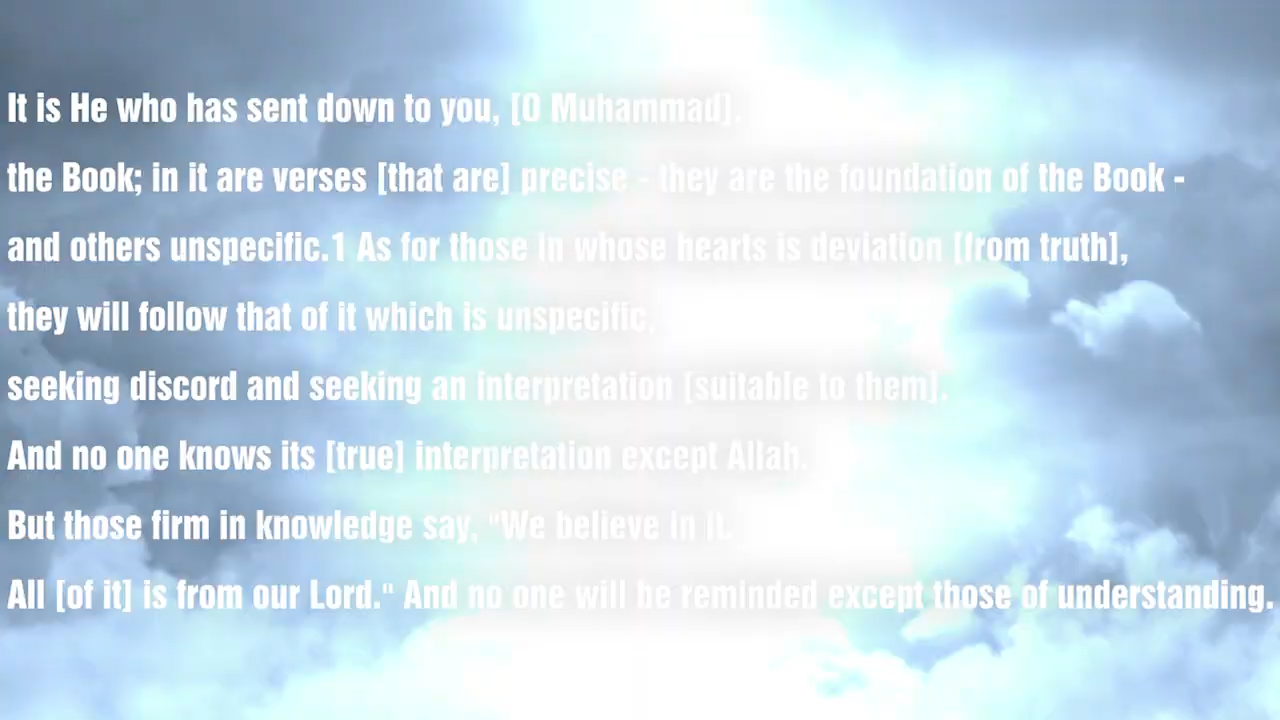 It is He who has sent down to you, [O Muhammad],
the Book; in it are verses [that are] precise - they are the foundation of the Book -
and others unspecific.1 As for those in whose hearts is deviation [from truth],
they will follow that of it which is unspecific,
seeking discord and seeking an interpretation [suitable to them].
And no one knows its [true] interpretation except Allah.
But those firm in knowledge say, "We believe in it.
All [of it] is from our Lord." And no one will be reminded except those of understanding.